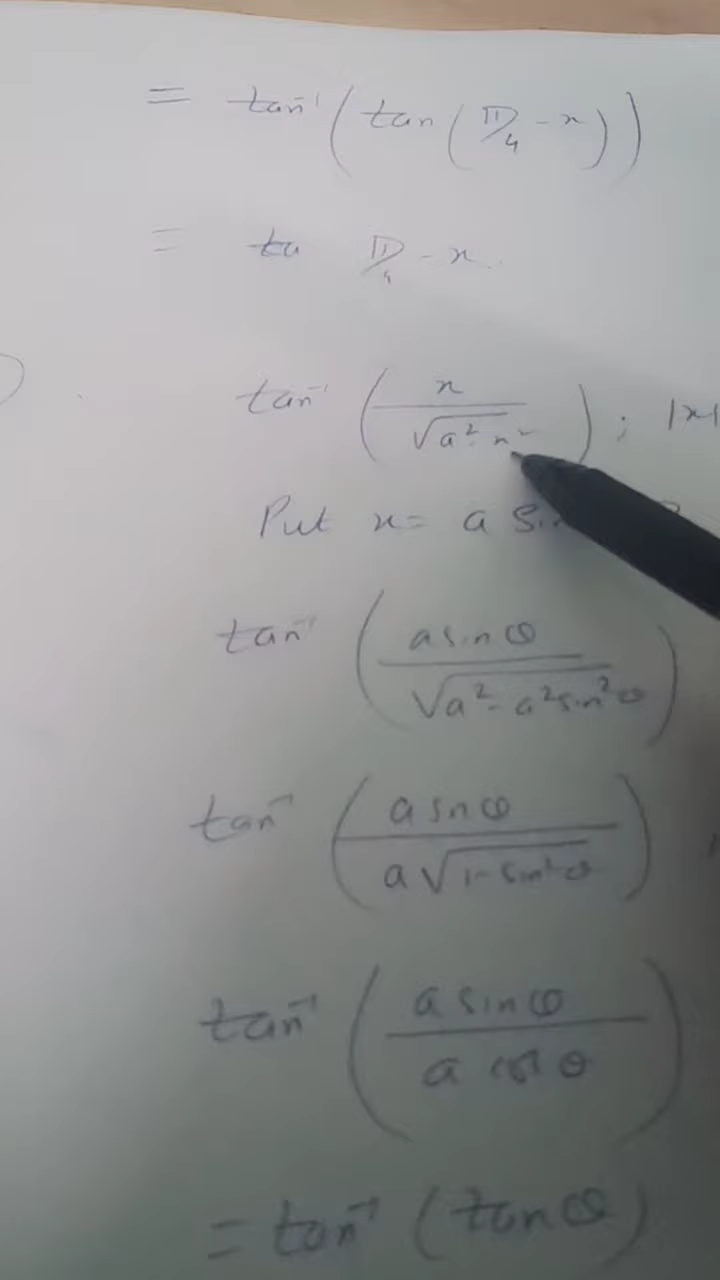 = tan⁻¹ (tan (π/4 - x))
= ta π/4 - x.
tan⁻¹ (x / √a² - x²) ; |x|
Put x = a
tan⁻¹ (a sin θ / √a² - a² sin² θ)
tan⁻¹ (a sin θ / a √1 - sin² θ)
tan⁻¹ (a sin θ / a cos θ)
= tan⁻¹ (tan θ)